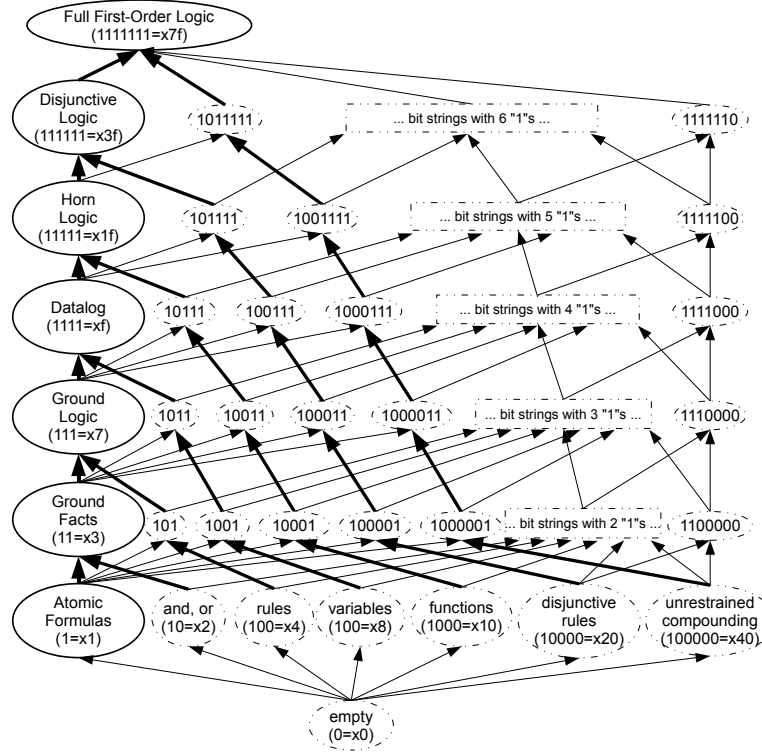 Full First-Order Logic
(1111111=x7f)
Disjunctive
Logic
(111111=x3f)
1011111
... bit strings with 6 "1"s ...
1111110
Horn
Logic
(11111=x1f)
101111
1001111
... bit strings with 5 "1"s ...
1111100
Datalog
(1111=xf)
10111
100111
1000111
... bit strings with 4 "1"s ...
1111000
Ground
Logic
(111=x7)
1011
10011
100011
1000011
... bit strings with 3 "1"s ...
1110000
Ground
Facts
(11=x3)
101
1001
10001
100001
1000001
... bit strings with 2 "1"s ...
1100000
Atomic
Formulas
(1=x1)
and, or
(10=x2)
rules
(100=x4)
variables
(100=x8)
functions
(1000=x10)
disjunctive
rules
(10000=x20)
unrestrained
compounding
(100000=x40)
empty
(0=x0)